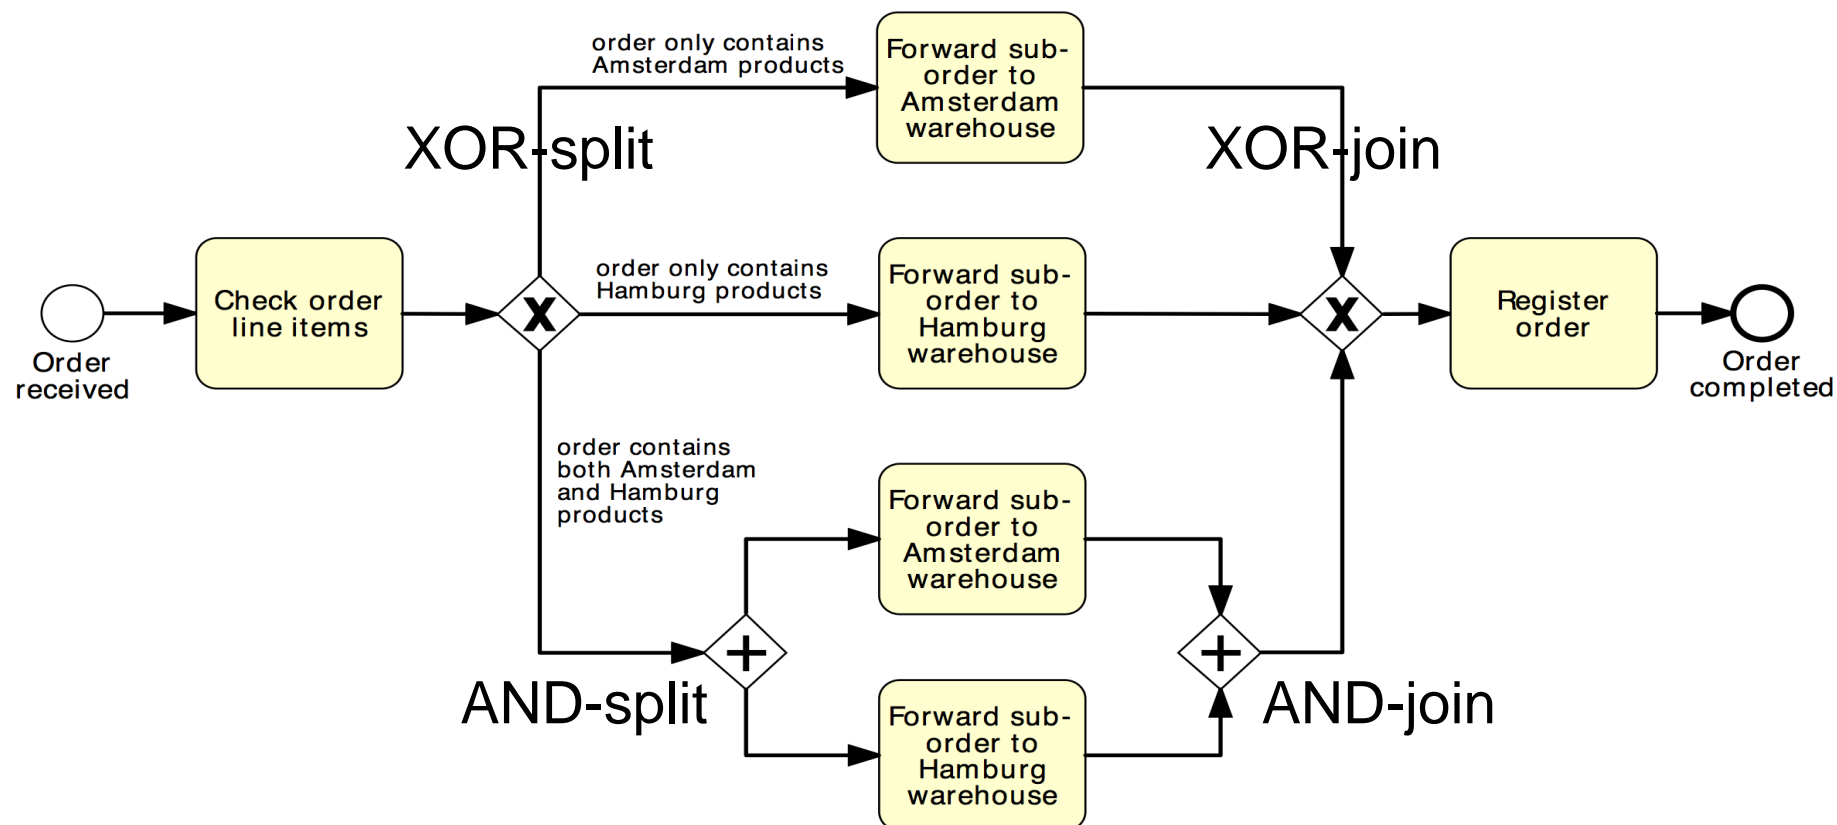 order only contains
Amsterdam products
Forward sub-
order to
Amsterdam
warehouse
XOR-split
XOR-join
Order
received
Check order
line items
X
order only contains
Hamburg products
Forward sub-
order to
Hamburg
warehouse
X
Register
order
Order
completed
order contains
both Amsterdam
and Hamburg
products
Forward sub-
order to
Amsterdam
warehouse
+
+
AND-split
AND-join
Forward sub-
order to
Hamburg
warehouse